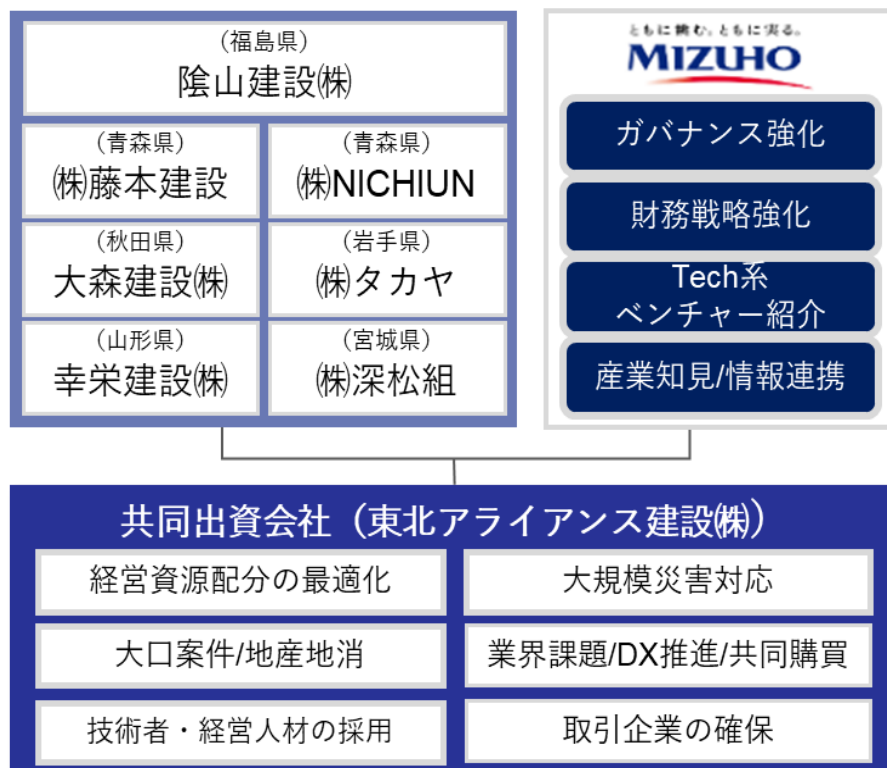 (福島県)
陰山建設㈱
(青森県)
㈱藤本建設
(青森県)
㈱NICHIUN
(秋田県)
大森建設㈱
(岩手県)
㈱タカヤ
(山形県)
幸栄建設㈱
(宮城県)
㈱深松組
ともに挑む。ともに実る。
MIZUHO
ガバナンス強化
財務戦略強化
Tech系
ベンチャー紹介
産業知見/情報連携
共同出資会社（東北アライアンス建設㈱）
経営資源配分の最適化
大規模災害対応
大口案件/地産地消
業界課題/DX推進/共同購買
技術者・経営人材の採用
取引企業の確保